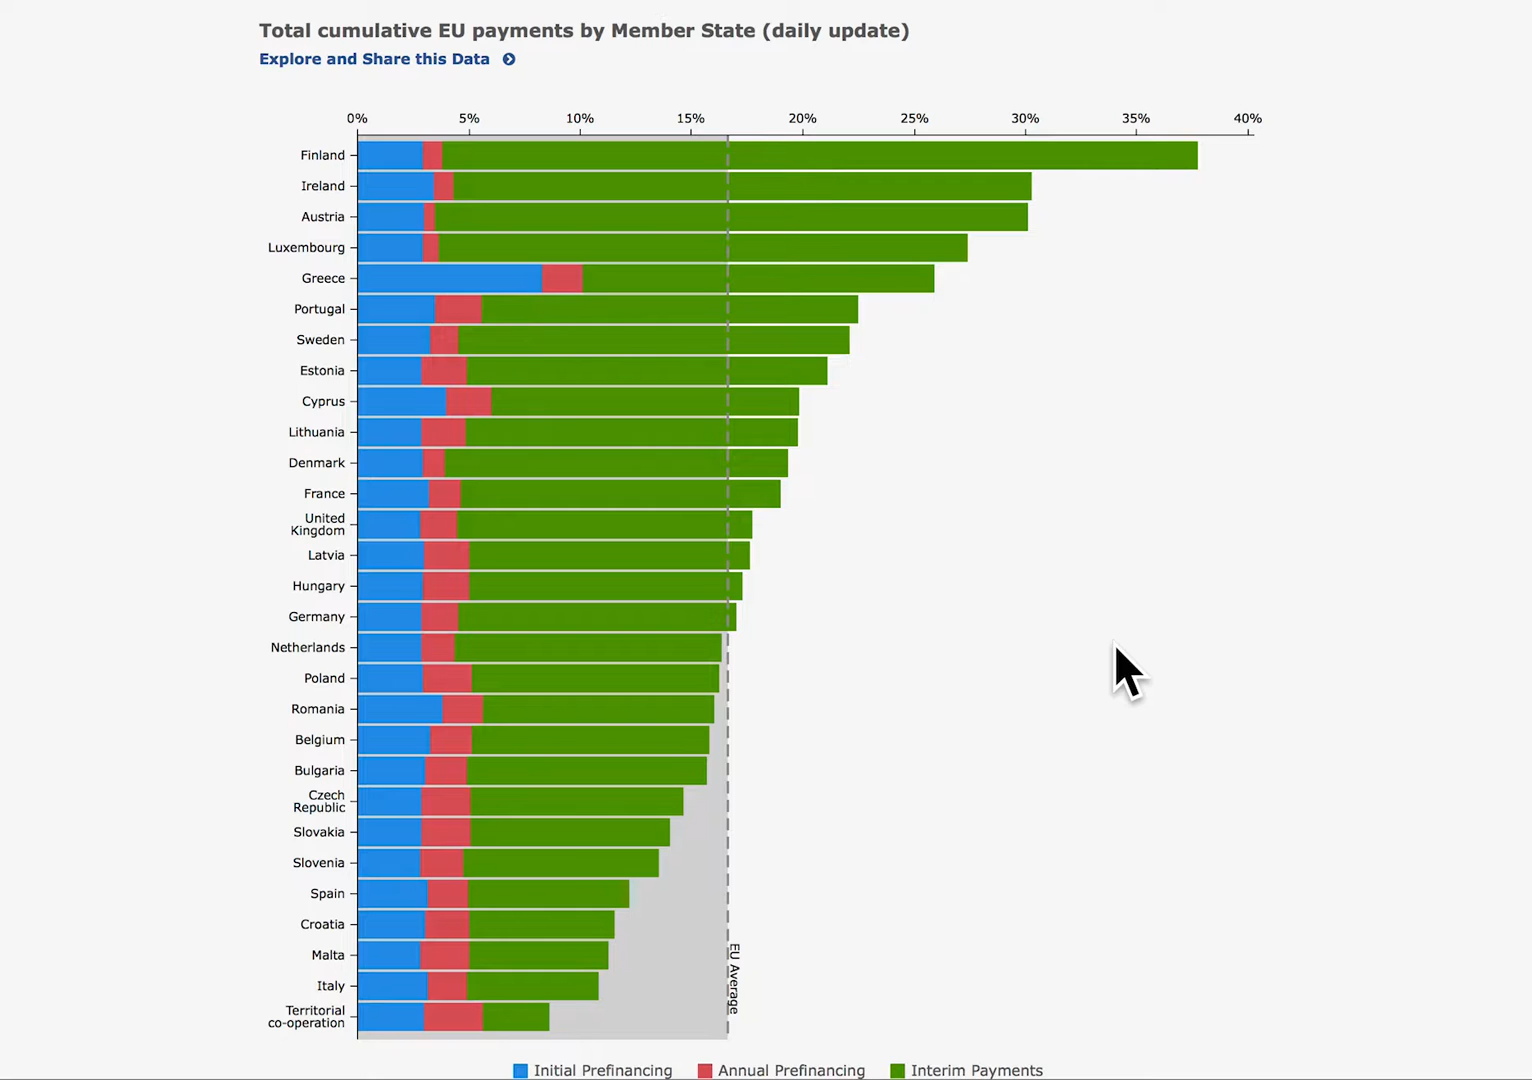 Total cumulative EU payments by Member State (daily update)
Explore and Share this Data
0% 5% 10% 15% 20% 25% 30% 35% 40%
Finland
Ireland
Austria
Luxembourg
Greece
Portugal
Sweden
Estonia
Cyprus
Lithuania
Denmark
France
United
Kingdom
Latvia
Hungary
Germany
Netherlands
Poland
Romania
Belgium
Bulgaria
Czech
Republic
Slovakia
Slovenia
Spain
Croatia
Malta
Italy
Territorial
co-operation
EU Average
Initial Prefinancing Annual Prefinancing Interim Payments